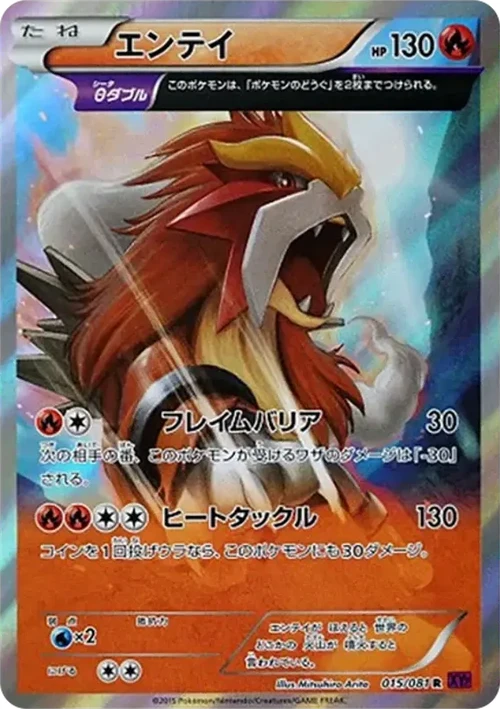 たね エンテイ HP 130
θダブル このポケモンは、「ポケモンのどうぐ」を2枚までつけられる。
フレイムバリア 30
次の相手の番、このポケモンが受けるワザのダメージは「-30」
される。
ヒートタックル 130
コインを1回投げウラなら、このポケモンにも30ダメージ。
弱点 抵抗力
×2
にげる
エンテイが ほえると 世界の
どこかの 火山が 噴火すると
言われている。
Illus. Mitsuhiro Arita 015/081 R XY
©2015 Pokémon/Nintendo/Creatures/GAME FREAK.